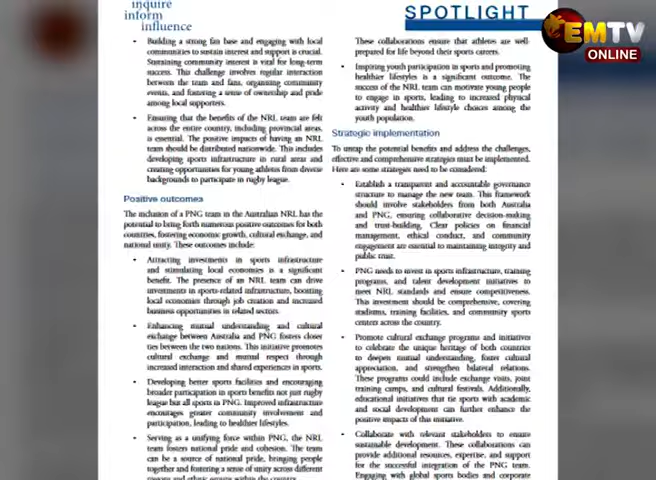 inquire
inform
influence
SPOTLIGHT
EMTV
ONLINE
• Building a strong fan base and engaging with local
communities to sustain interest and support is crucial.
Sustaining community interest is vital for long-term
success. This challenge involves regular interaction
between the team and fans, organising community
events, and fostering a sense of ownership and pride
among local supporters.
• Ensuring that the benefits of the NRL team are felt
across the entire country, including provincial areas,
is essential. The positive impacts of having an NRL
team should be distributed nationwide. This includes
developing sports infrastructure in rural areas and
creating opportunities for young athletes from diverse
backgrounds to participate in rugby league.
Positive outcomes
The inclusion of a PNG team in the Australian NRL has the
potential to bring forth numerous positive outcomes for both
countries, fostering economic growth, cultural exchange, and
national unity. These outcomes include:
• Attracting investments in sports infrastructure
and stimulating local economies is a significant
benefit. The presence of an NRL team can drive
investments in sports-related infrastructure, boosting
local economies through job creation and increased
business opportunities in related sectors.
• Enhancing mutual understanding and cultural
exchange between Australia and PNG fosters closer
ties between the two nations. This initiative promotes
cultural exchange and mutual respect through
increased interaction and shared experiences in sports.
• Developing better sports facilities and encouraging
broader participation in sports benefits not just rugby
league but all sports in PNG. Improved infrastructure
encourages greater community involvement and
participation, leading to healthier lifestyles.
• Serving as a unifying force within PNG, the NRL
team fosters national pride and cohesion. The team
can be a source of national pride, bringing people
together and fostering a sense of unity across different
regions and ethnic groups within the country.
These collaborations ensure that athletes are well-
prepared for life beyond their sports careers.
• Inspiring youth participation in sports and promoting
healthier lifestyles is a significant outcome. The
success of the NRL team can motivate young people
to engage in sports, leading to increased physical
activity and healthier lifestyle choices among the
youth population.
Strategic implementation
To untap the potential benefits and address the challenges,
effective and comprehensive strategies must be implemented.
Here are some strategies need to be considered:
• Establish a transparent and accountable governance
structure to manage the new team. This framework
should involve stakeholders from both Australia
and PNG, ensuring collaborative decision-making
and trust-building. Clear policies on financial
management, ethical conduct, and community
engagement are essential to maintaining integrity and
public trust.
• PNG needs to invest in sports infrastructure, training
programs, and talent development initiatives to
meet NRL standards and ensure competitiveness.
This investment should be comprehensive, covering
stadiums, training facilities, and community sports
centers across the country.
• Promote cultural exchange programs and initiatives
to celebrate the unique heritage of both countries
to deepen mutual understanding, foster cultural
appreciation, and strengthen bilateral relations.
These programs could include exchange visits, joint
training camps, and cultural festivals. Additionally,
educational initiatives that tie sports with academic
and social development can further enhance the
positive impacts of this initiative.
• Collaborate with relevant stakeholders to ensure
sustainable development. These collaborations can
provide additional resources, expertise, and support
for the successful integration of the PNG team.
Engaging with global sports bodies and corporate